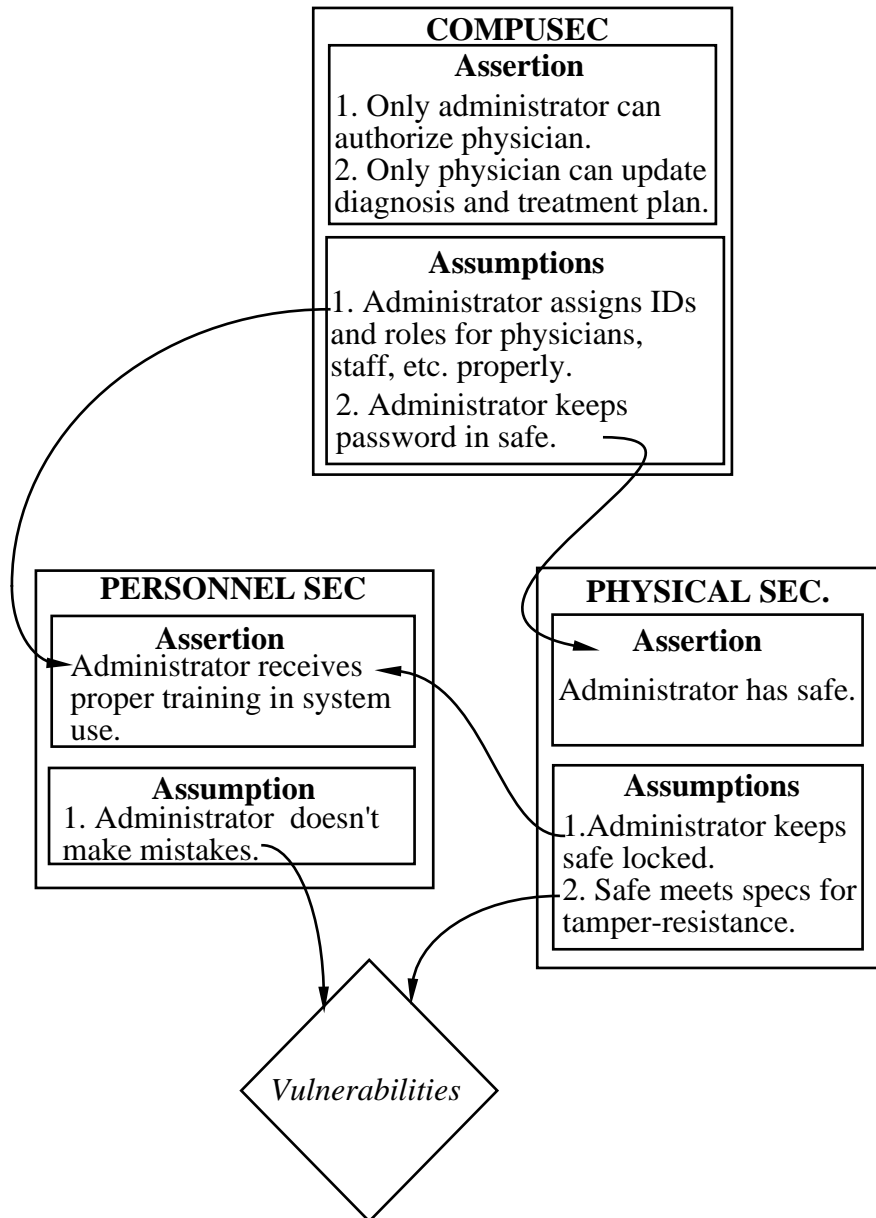 COMPUSEC
Assertion
1. Only administrator can
authorize physician.
2. Only physician can update
diagnosis and treatment plan.
Assumptions
1. Administrator assigns IDs
and roles for physicians,
staff, etc. properly.
2. Administrator keeps
password in safe.
PERSONNEL SEC
Assertion
Administrator receives
proper training in system
use.
Assumption
1. Administrator doesn't
make mistakes.
PHYSICAL SEC.
Assertion
Administrator has safe.
Assumptions
1.Administrator keeps
safe locked.
2. Safe meets specs for
tamper-resistance.
Vulnerabilities